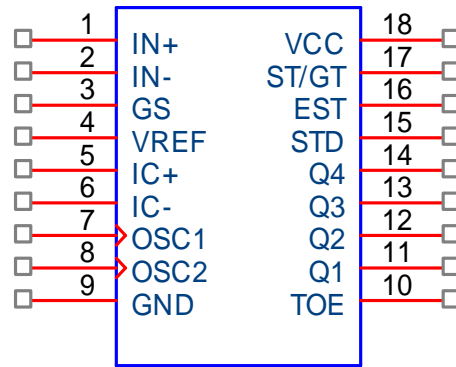 1 IN+ VCC 18
2 IN- ST/GT 17
3 GS EST 16
4 VREF STD 15
5 IC+ Q4 14
6 IC- Q3 13
7 OSC1 Q2 12
8 OSC2 Q1 11
9 GND TOE 10